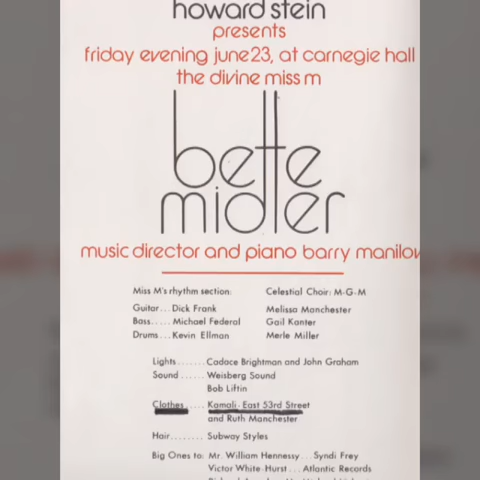 howard stein
presents
friday evening june 23, at carnegie hall
the divine miss m
bette
midler
music director and piano barry manilow
Miss M's rhythm section:
Celestial Choir: M-G-M
Guitar... Dick Frank
Melissa Manchester
Bass..... Michael Federal
Gail Kanter
Drums... Kevin Ellman
Merle Miller
Lights....... Cadace Brightman and John Graham
Sound ...... Weisberg Sound
Bob Liftin
Clothes..... Kamali-East 53rd Street
and Ruth Manchester
Hair........ Subway Styles
Big Ones to: Mr. William Hennessy... Syndi Frey
Victor White-Hurst... Atlantic Records